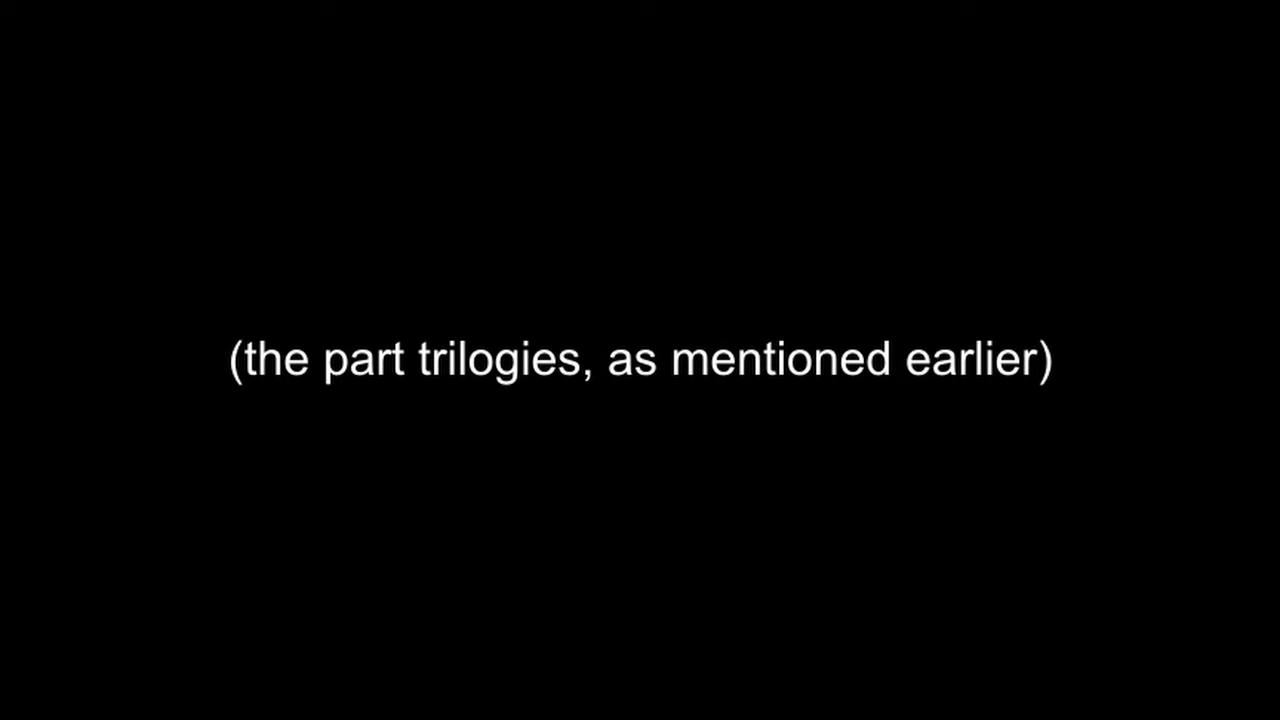 (the part trilogies, as mentioned earlier)